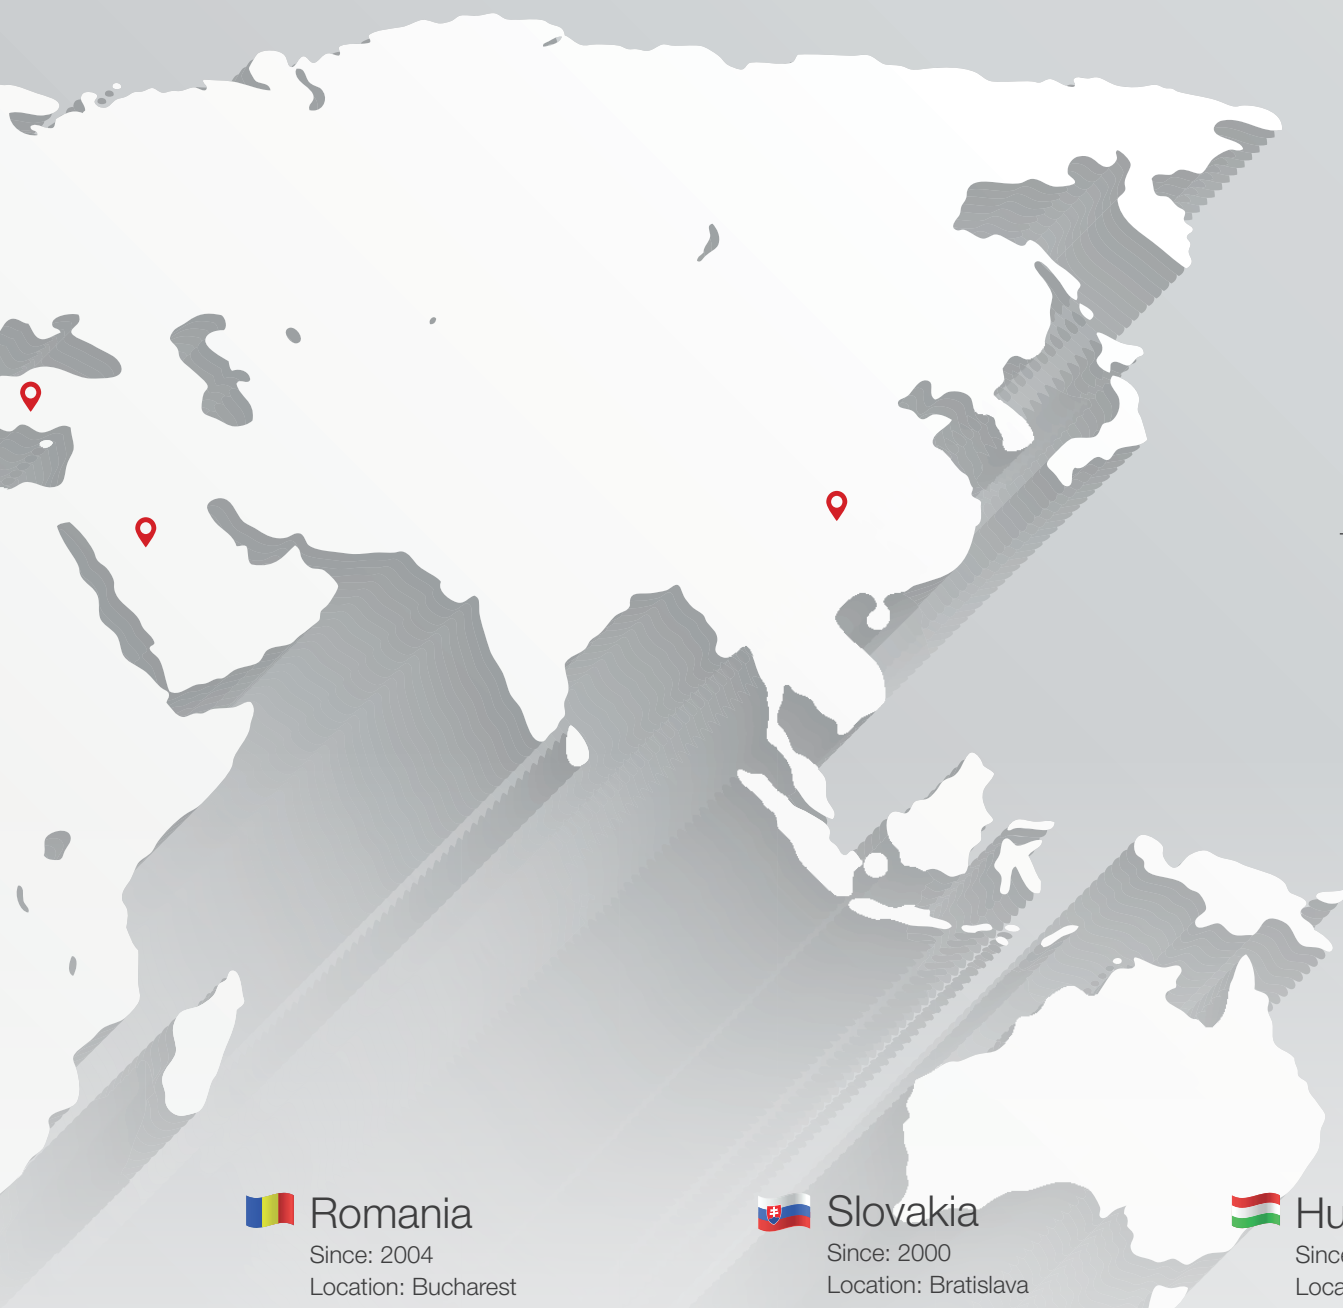 Romania
Since: 2004
Location: Bucharest
Slovakia
Since: 2000
Location: Bratislava